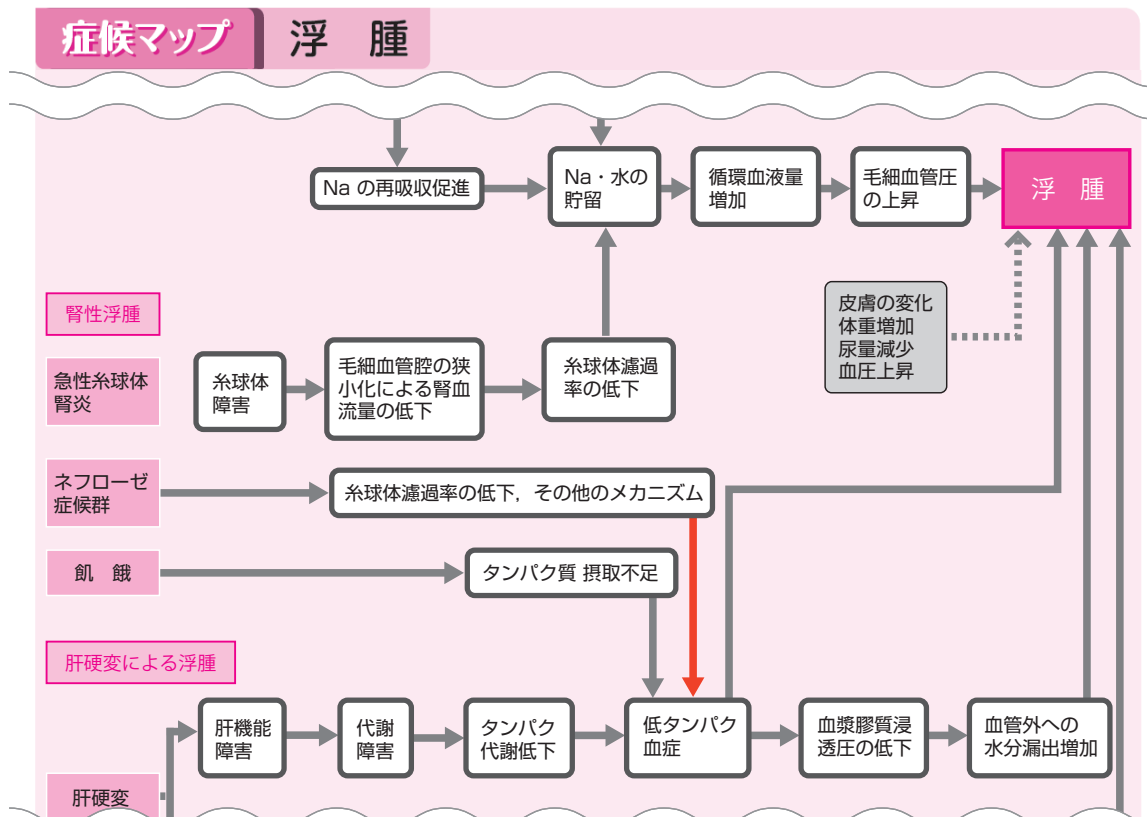 症候マップ
浮　腫
Na の再吸収促進
Na・水の
貯留
循環血液量
増加
毛細血管圧
の上昇
浮　腫
皮膚の変化
体重増加
尿量減少
血圧上昇
腎性浮腫
急性糸球体
腎炎
糸球体
障害
毛細血管腔の狭
小化による腎血
流量の低下
糸球体濾過
率の低下
ネフローゼ
症候群
糸球体濾過率の低下，その他のメカニズム
飢　餓
タンパク質 摂取不足
肝硬変による浮腫
肝硬変
肝機能
障害
代謝
障害
タンパク
代謝低下
低タンパク
血症
血漿膠質浸
透圧の低下
血管外への
水分漏出増加